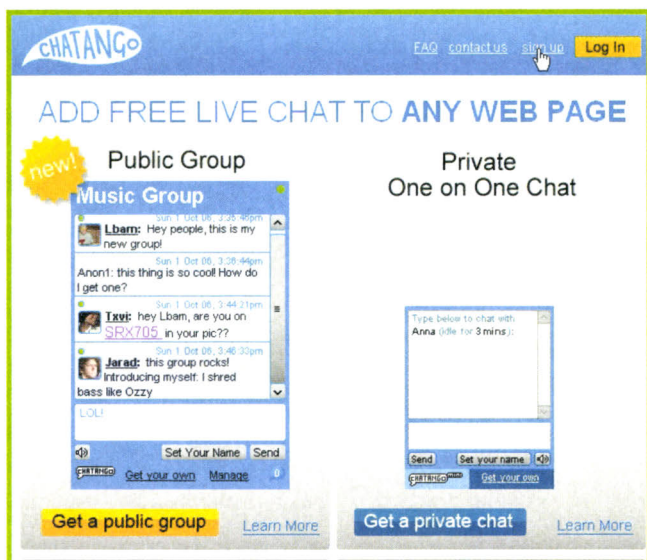 CHATANGO
FAQ contact us sign up Log In
ADD FREE LIVE CHAT TO ANY WEB PAGE
new!
Public Group
Music Group
Sun 1 Oct 06, 3:35:46pm
Lbarn: Hey people, this is my
new group!
Sun 1 Oct 06, 3:36:44pm
Anon1: this thing is so cool! How do
I get one?
Sun 1 Oct 06, 3:44:21pm
Txvi: hey Lbam, are you on
SRX705 in your pic??
Sun 1 Oct 06, 3:46:33pm
Jarad: this group rocks!
Introducing myself: I shred
bass like Ozzy
LOL!
Set Your Name Send
CHATANGO Get your own Manage 0
Get a public group Learn More
Private
One on One Chat
Type below to chat with
Anna (idle for 3 mins):
Send Set your name
CHATANGO Get your own
Get a private chat Learn More